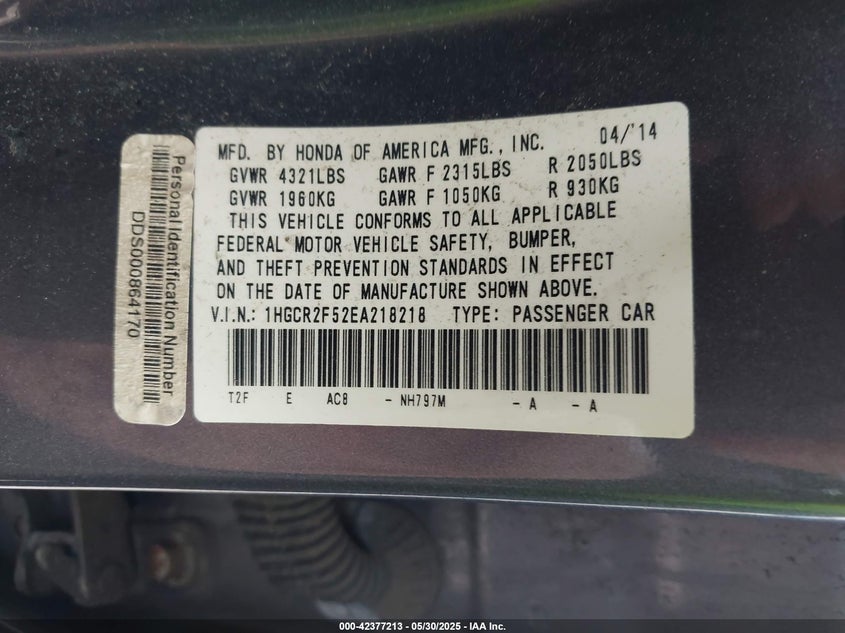 MFD. BY HONDA OF AMERICA MFG., INC. 04/'14
GVWR 4321LBS GAWR F 2315LBS R 2050LBS
GVWR 1960KG GAWR F 1050KG R 930KG
THIS VEHICLE CONFORMS TO ALL APPLICABLE
FEDERAL MOTOR VEHICLE SAFETY, BUMPER,
AND THEFT PREVENTION STANDARDS IN EFFECT
ON THE DATE OF MANUFACTURE SHOWN ABOVE.
V.I.N.: 1HGCR2F52EA218218 TYPE: PASSENGER CAR
T2F E AC8 - NH797M - A - A
Personal Identification Number
DDS000864170
000-42377213 - 05/30/2025 - IAA Inc.